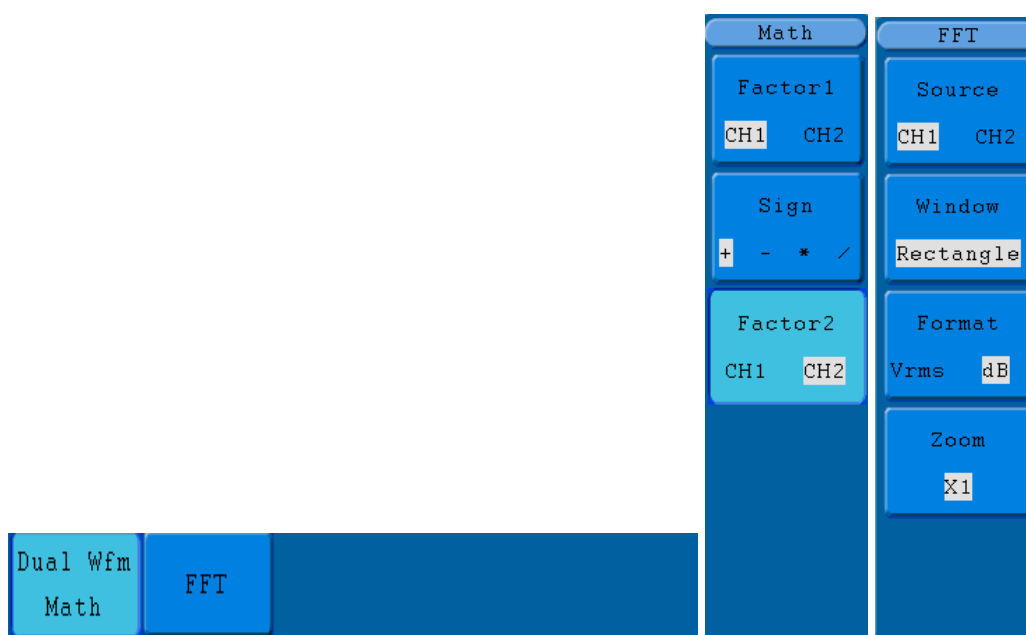 Math
Factor1
CH1 CH2
Sign
+ - * /
Factor2
CH1 CH2
FFT
Source
CH1 CH2
Window
Rectangle
Format
Vrms dB
Zoom
X1
Dual Wfm
Math
FFT